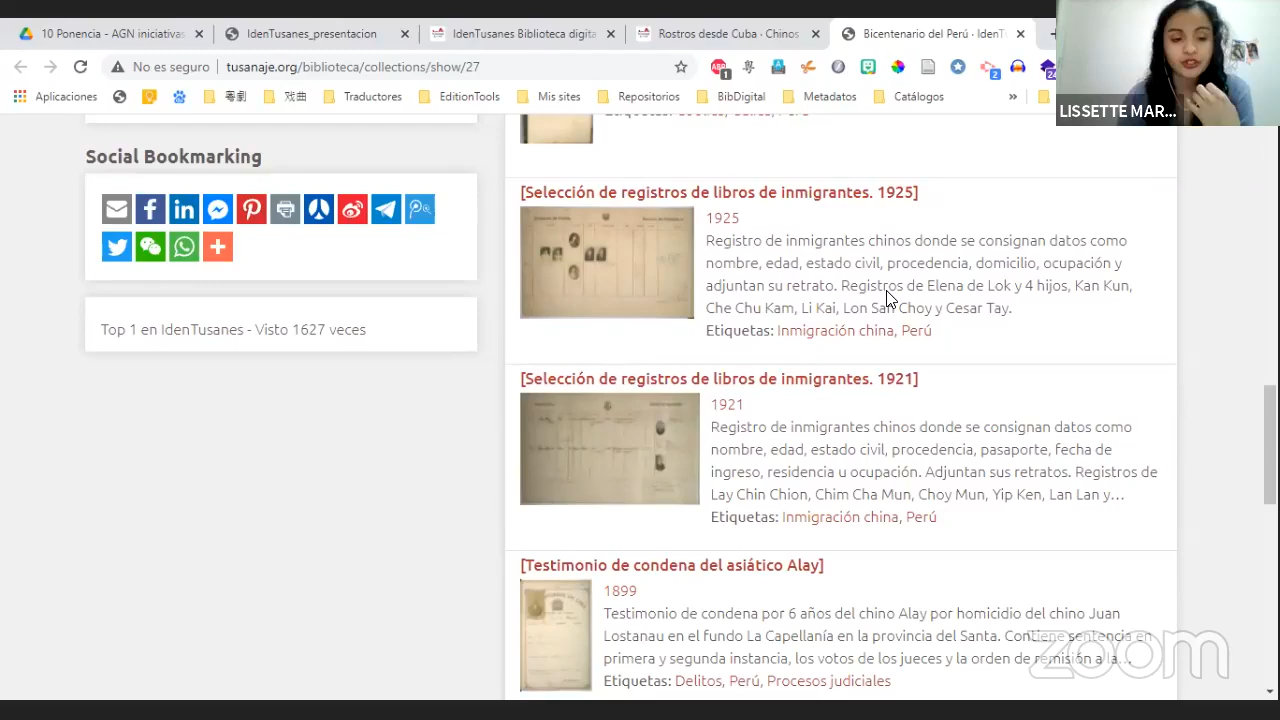 10 Ponencia - AGN iniciativas
IdenTusanes_presentacion
IdenTusanes Biblioteca digita
Rostros desde Cuba · Chinos
Bicentenario del Perú · IdenT
No es seguro
tusanaje.org/biblioteca/collections/show/27
Aplicaciones
粤剧
戏曲
Traductores
EditionTools
Mis sites
Repositorios
BibDigital
Metadatos
Catálogos
»
LISSETTE MAR...
Social Bookmarking
Top 1 en IdenTusanes - Visto 1627 veces
[Selección de registros de libros de inmigrantes. 1925]
1925
Registro de inmigrantes chinos donde se consignan datos como
nombre, edad, estado civil, procedencia, domicilio, ocupación y
adjuntan su retrato. Registros de Elena de Lok y 4 hijos, Kan Kun,
Che Chu Kam, Li Kai, Lon San Choy y Cesar Tay.
Etiquetas: Inmigración china, Perú
[Selección de registros de libros de inmigrantes. 1921]
1921
Registro de inmigrantes chinos donde se consignan datos como
nombre, edad, estado civil, procedencia, pasaporte, fecha de
ingreso, residencia u ocupación. Adjuntan sus retratos. Registros de
Lay Chin Chion, Chim Cha Mun, Choy Mun, Yip Ken, Lan Lan y…
Etiquetas: Inmigración china, Perú
[Testimonio de condena del asiático Alay]
1899
Testimonio de condena por 6 años del chino Alay por homicidio del chino Juan
Lostanau en el fundo La Capellanía en la provincia del Santa. Contiene sentencia en
primera y segunda instancia, los votos de los jueces y la orden de remisión a la…
Etiquetas: Delitos, Perú, Procesos judiciales
zoom